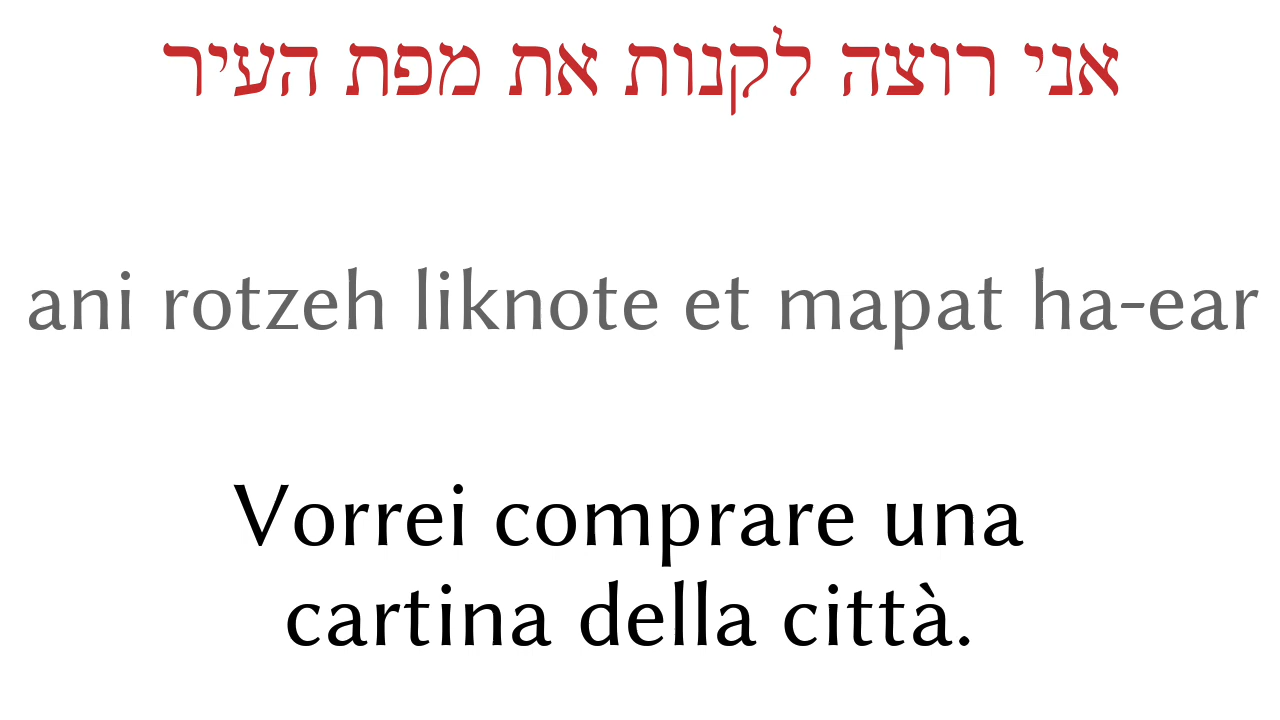 אני רוצה לקנות את מפת העיר
ani rotzeh liknote et mapat ha-ear
Vorrei comprare una
cartina della città.